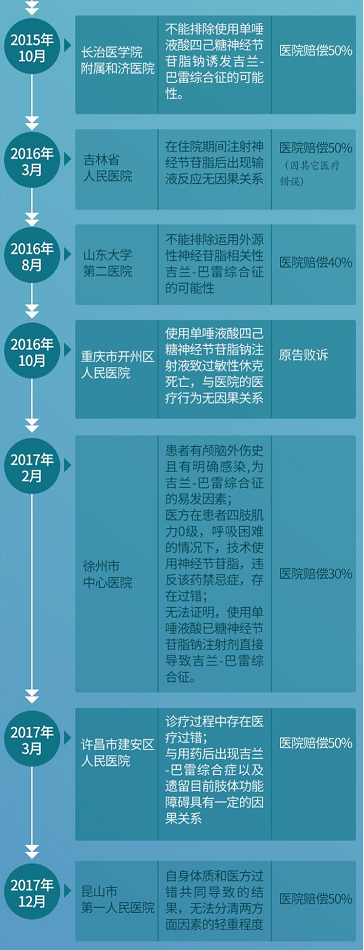 2015年
10月
长治医学院
附属和济医院
不能排除使用单唾
液酸四己糖神经节
苷脂钠诱发吉兰-
巴雷综合征的可能
性。
医院赔偿50%
2016年
3月
吉林省
人民医院
在住院期间注射神
经节苷脂后出现输
液反应无因果关系
医院赔偿50%
（因其它医疗
错误）
2016年
8月
山东大学
第二医院
不能排除运用外源
性神经苷脂相关性
吉兰-巴雷综合征
的可能性
医院赔偿40%
2016年
10月
重庆市开州区
人民医院
使用单唾液酸四己
糖神经节苷脂钠注
射液致过敏性休克
死亡，与医院的医
疗行为无因果关系
原告败诉
2017年
2月
徐州市
中心医院
患者有颅脑外伤史
且有明确感染,为
吉兰-巴雷综合征
的易发因素；
医方在患者四肢肌
力0级，呼吸困难
的情况下，技术使
用神经节苷脂，违
反该药禁忌症，存
在过错；
无法证明，使用单
唾液酸已糖神经节
苷脂钠注射剂直接
导致吉兰-巴雷综
合征。
医院赔偿30%
2017年
3月
许昌市建安区
人民医院
诊疗过程中存在医
疗过错；
与用药后出现吉兰
-巴雷综合症以及
遗留目前肢体功能
障碍具有一定的因
果关系
医院赔偿50%
2017年
12月
昆山市
第一人民医院
自身体质和医方过
错共同导致的结
果，无法分清两方
面因素的轻重程度
医院赔偿50%